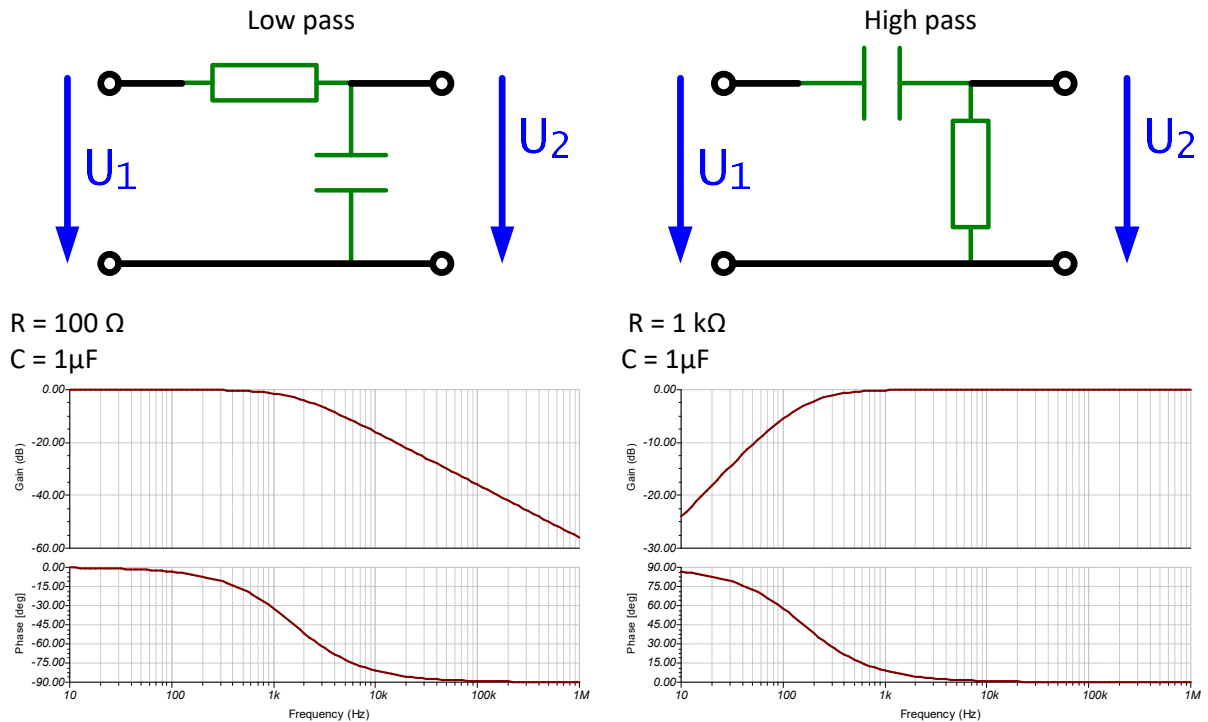 Low pass
High pass
U1
U2
U1
U2
R = 100 Ω
C = 1µF
R = 1 kΩ
C = 1µF
0.00
-20.00
-40.00
-60.00
Gain (dB)
0.00
-15.00
-30.00
-45.00
-60.00
-75.00
-90.00
Phase [deg]
10
100
1k
10k
100k
1M
Frequency (Hz)
0.00
-10.00
-20.00
-30.00
Gain (dB)
90.00
75.00
60.00
45.00
30.00
15.00
0.00
Phase [deg]
10
100
1k
10k
100k
1M
Frequency (Hz)